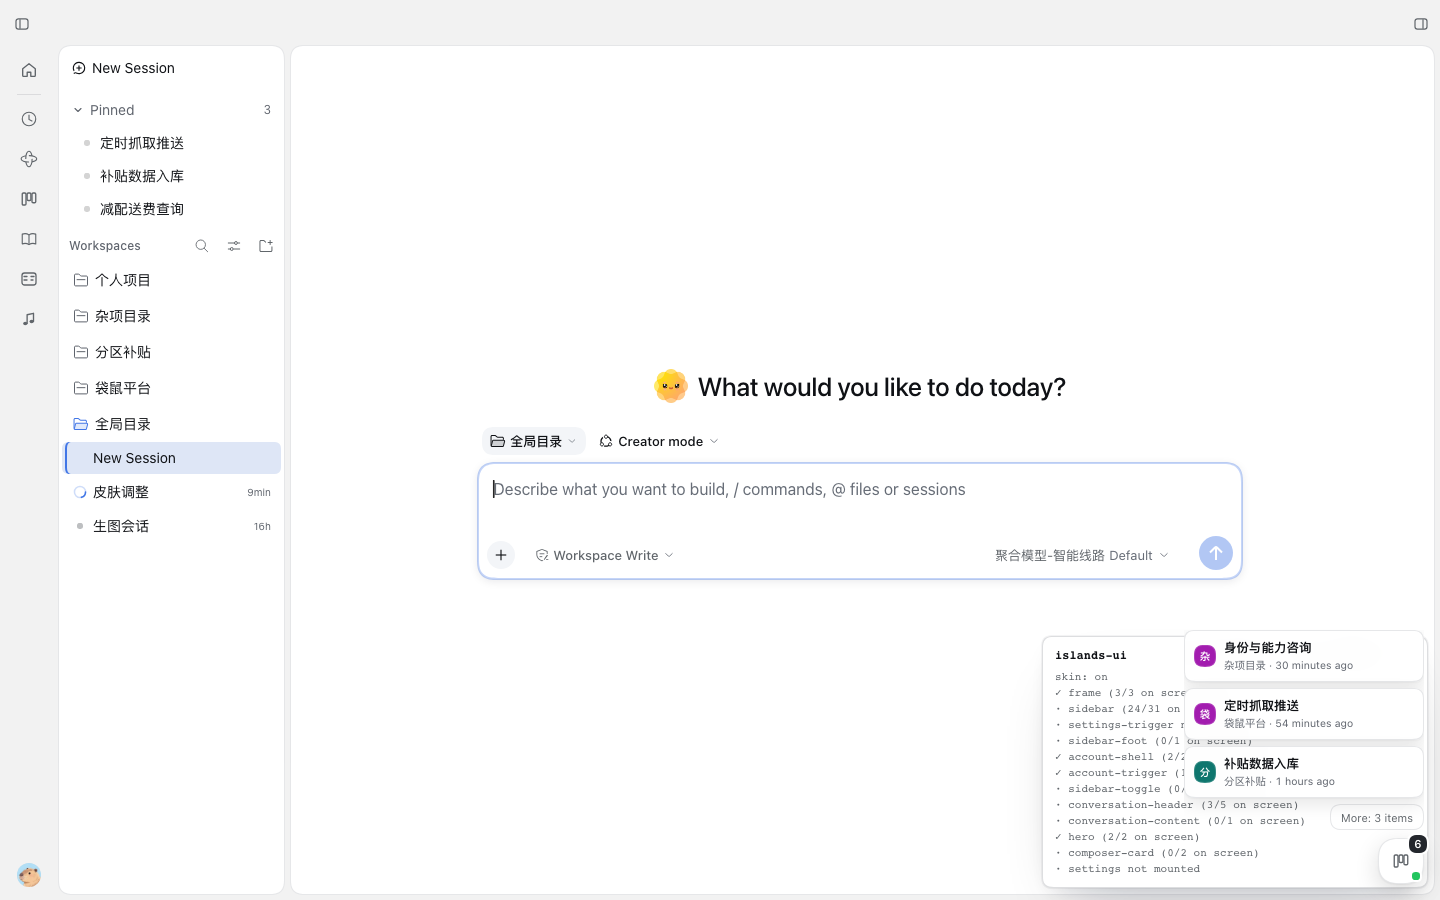 New Session
Pinned 3
定时抓取推送
补贴数据入库
减配送费查询
Workspaces
个人项目
杂项目录
分区补贴
袋鼠平台
全局目录
New Session
皮肤调整 9min
生图会话 16h
What would you like to do today?
全局目录 Creator mode
Describe what you want to build, / commands, @ files or sessions
Workspace Write
聚合模型-智能线路 Default
islands-ui
skin: on
✓ frame (3/3 on scre
· sidebar (24/31 on
· settings-trigger
· sidebar-foot (0/1 on screen)
✓ account-shell (2/2
✓ account-trigger
· sidebar-toggle (0/
· conversation-header (3/5 on screen)
· conversation-content (0/1 on screen)
✓ hero (2/2 on screen)
· composer-card (0/2 on screen)
· settings not mounted
杂
身份与能力咨询
杂项目录 · 30 minutes ago
袋
定时抓取推送
袋鼠平台 · 54 minutes ago
分
补贴数据入库
分区补贴 · 1 hours ago
More: 3 items
6